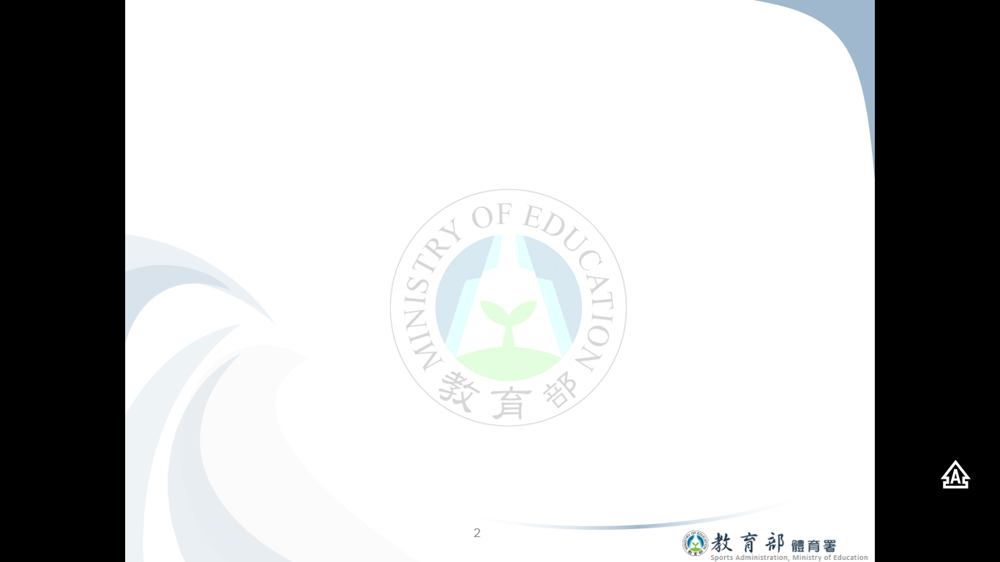 MINISTRY OF EDUCATION
教育部
2
教育部 體育署
Sports Administration, Ministry of Education